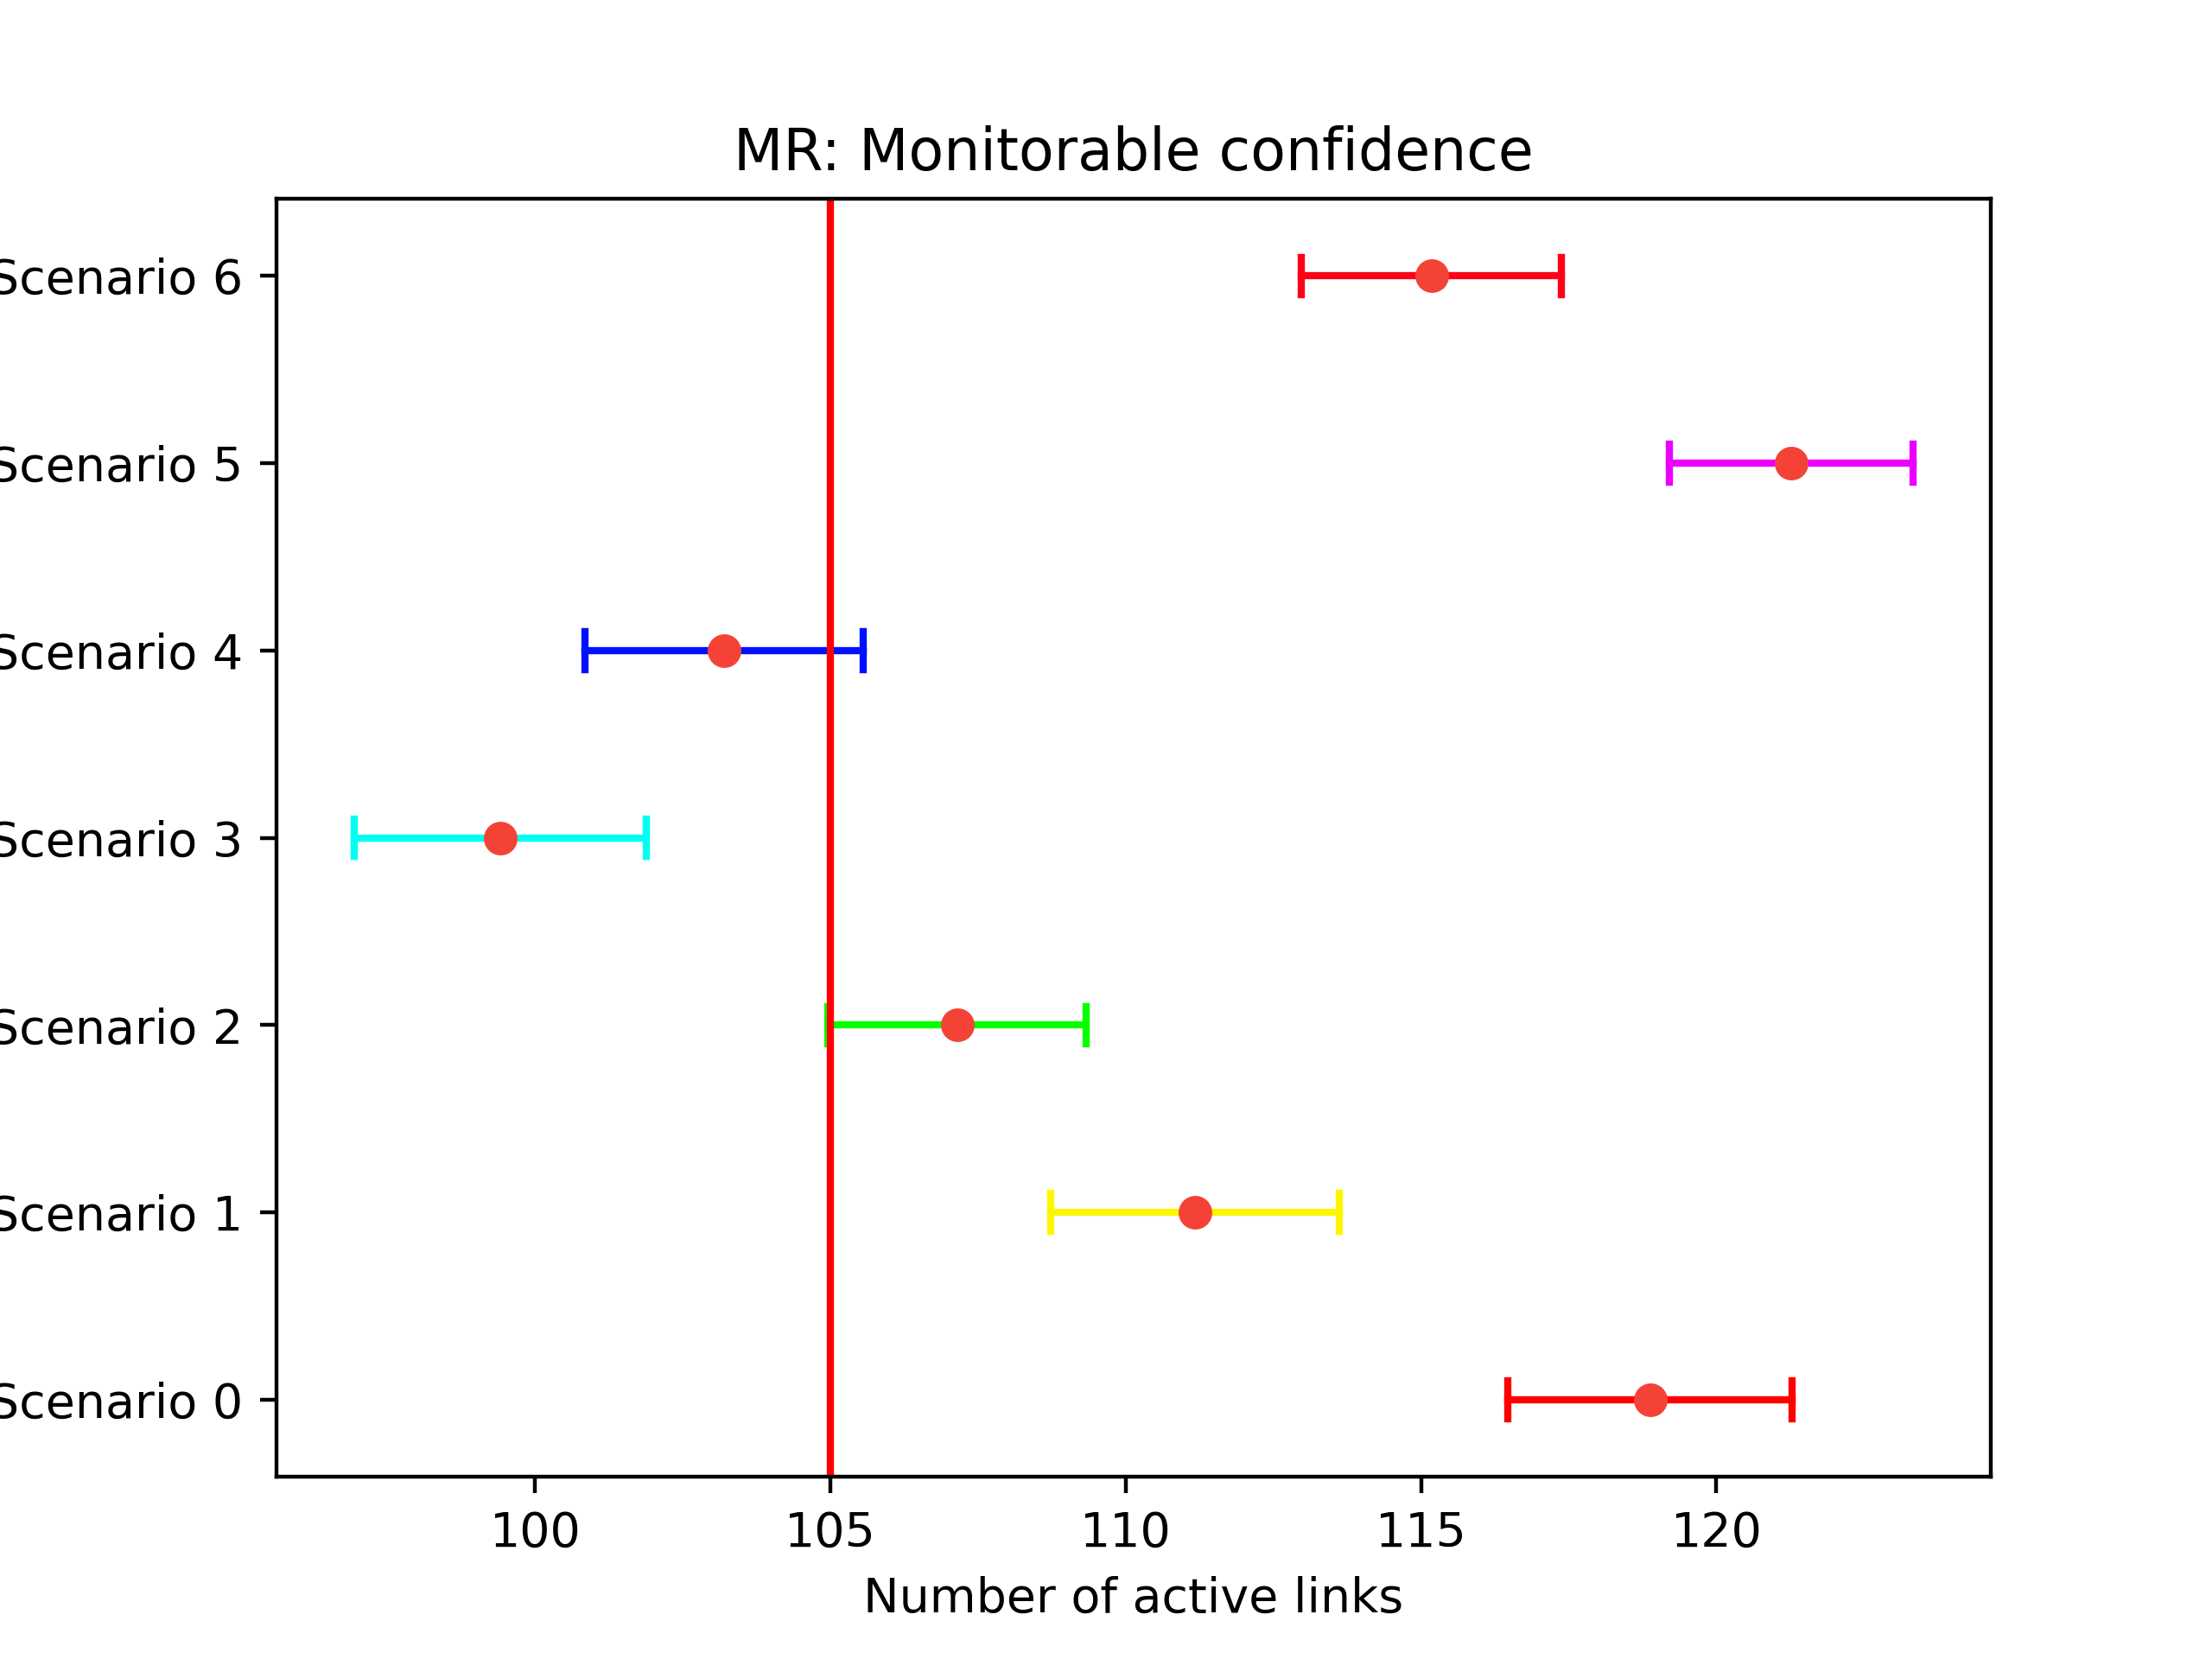 MR: Monitorable confidence
Scenario 6
Scenario 5
Scenario 4
Scenario 3
Scenario 2
Scenario 1
Scenario 0
100 105 110 115 120
Number of active links